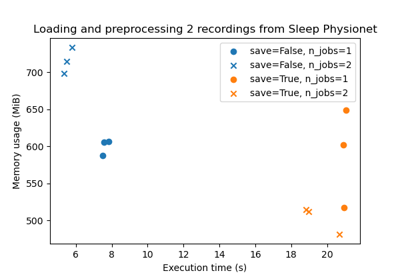 Loading and preprocessing 2 recordings from Sleep Physionet
save=False, n_jobs=1
save=False, n_jobs=2
save=True, n_jobs=1
save=True, n_jobs=2
Memory usage (MiB)
700
650
600
550
500
6 8 10 12 14 16 18 20
Execution time (s)